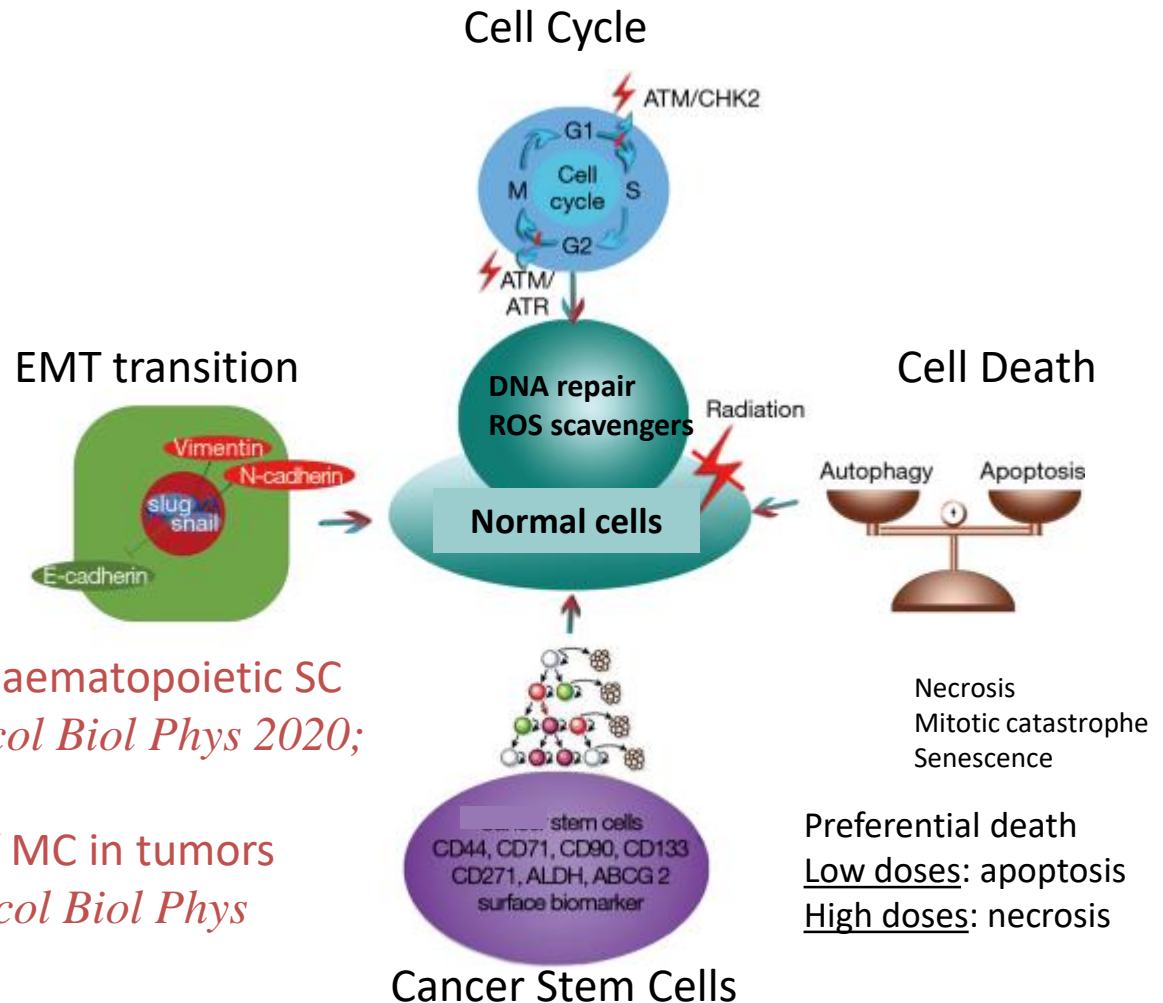 Cell Cycle
ATM/CHK2
G1
M
Cell
cycle
S
G2
ATM/
ATR
EMT transition
Vimentin
N-cadherin
slug
snail
E-cadherin
DNA repair
ROS scavengers
Radiation
Normal cells
Cell Death
Autophagy
Apoptosis
aematopoietic SC
col Biol Phys 2020;
MC in tumors
col Biol Phys
Necrosis
Mitotic catastrophe
Senescence
Preferential death
Low doses: apoptosis
High doses: necrosis
stem cells
CD44, CD71, CD90, CD133
CD271, ALDH, ABCG 2
surface biomarker
Cancer Stem Cells